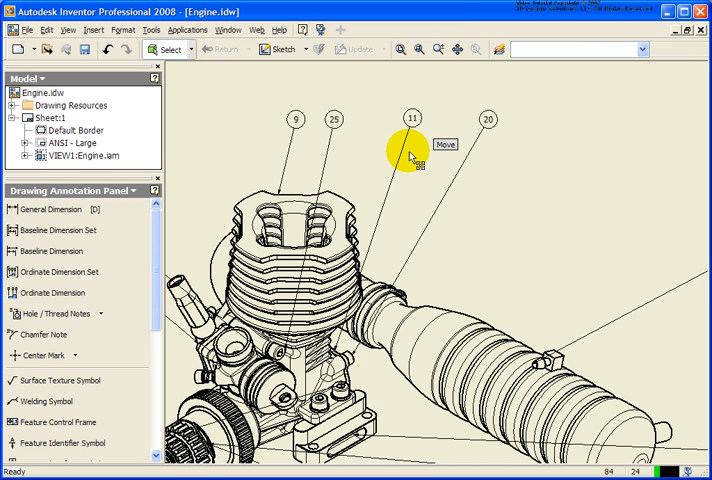 Autodesk Inventor Professional 2008 - [Engine.idw]
File Edit View Insert Format Tools Applications Window Web Help
Select Return Sketch Update
Model
Engine.idw
Drawing Resources
Sheet:1
Default Border
ANSI - Large
VIEW1:Engine.iam
Drawing Annotation Panel
General Dimension [D]
Baseline Dimension Set
Baseline Dimension
Ordinate Dimension Set
Ordinate Dimension
Hole / Thread Notes
Chamfer Note
Center Mark
Surface Texture Symbol
Welding Symbol
Feature Control Frame
Feature Identifier Symbol
9 25 11 20
Move
Ready 84 24